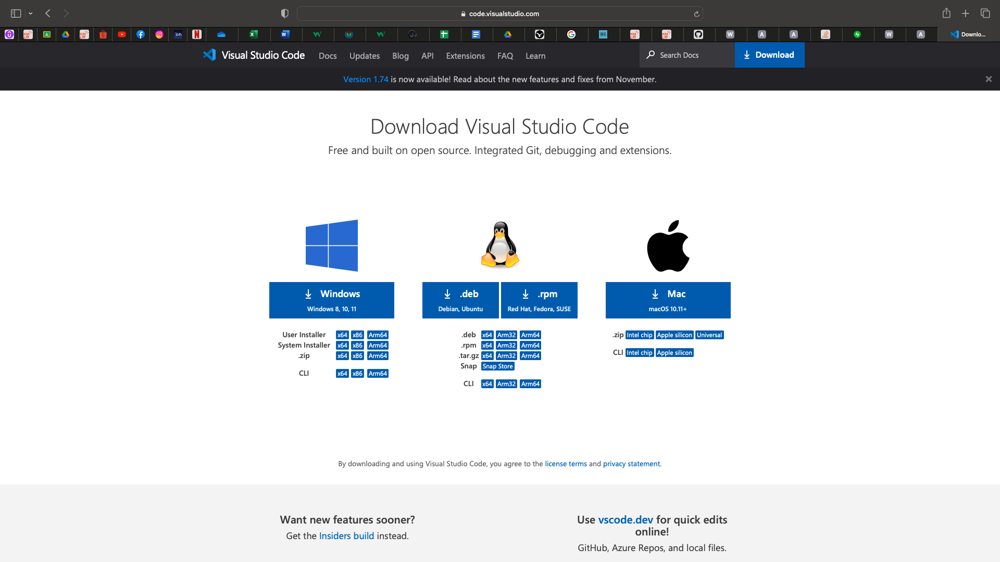 code.visualstudio.com
Downlo...
Visual Studio Code Docs Updates Blog API Extensions FAQ Learn Search Docs Download
Version 1.74 is now available! Read about the new features and fixes from November.
Download Visual Studio Code
Free and built on open source. Integrated Git, debugging and extensions.
Windows
Windows 8, 10, 11
User Installer x64 x86 Arm64
System Installer x64 x86 Arm64
.zip x64 x86 Arm64
CLI x64 x86 Arm64
.deb
Debian, Ubuntu
.rpm
Red Hat, Fedora, SUSE
.deb x64 Arm32 Arm64
.rpm x64 Arm32 Arm64
.tar.gz x64 Arm32 Arm64
Snap Snap Store
CLI x64 Arm32 Arm64
Mac
macOS 10.11+
.zip Intel chip Apple silicon Universal
CLI Intel chip Apple silicon
By downloading and using Visual Studio Code, you agree to the license terms and privacy statement.
Want new features sooner?
Get the Insiders build instead.
Use vscode.dev for quick edits
online!
GitHub, Azure Repos, and local files.